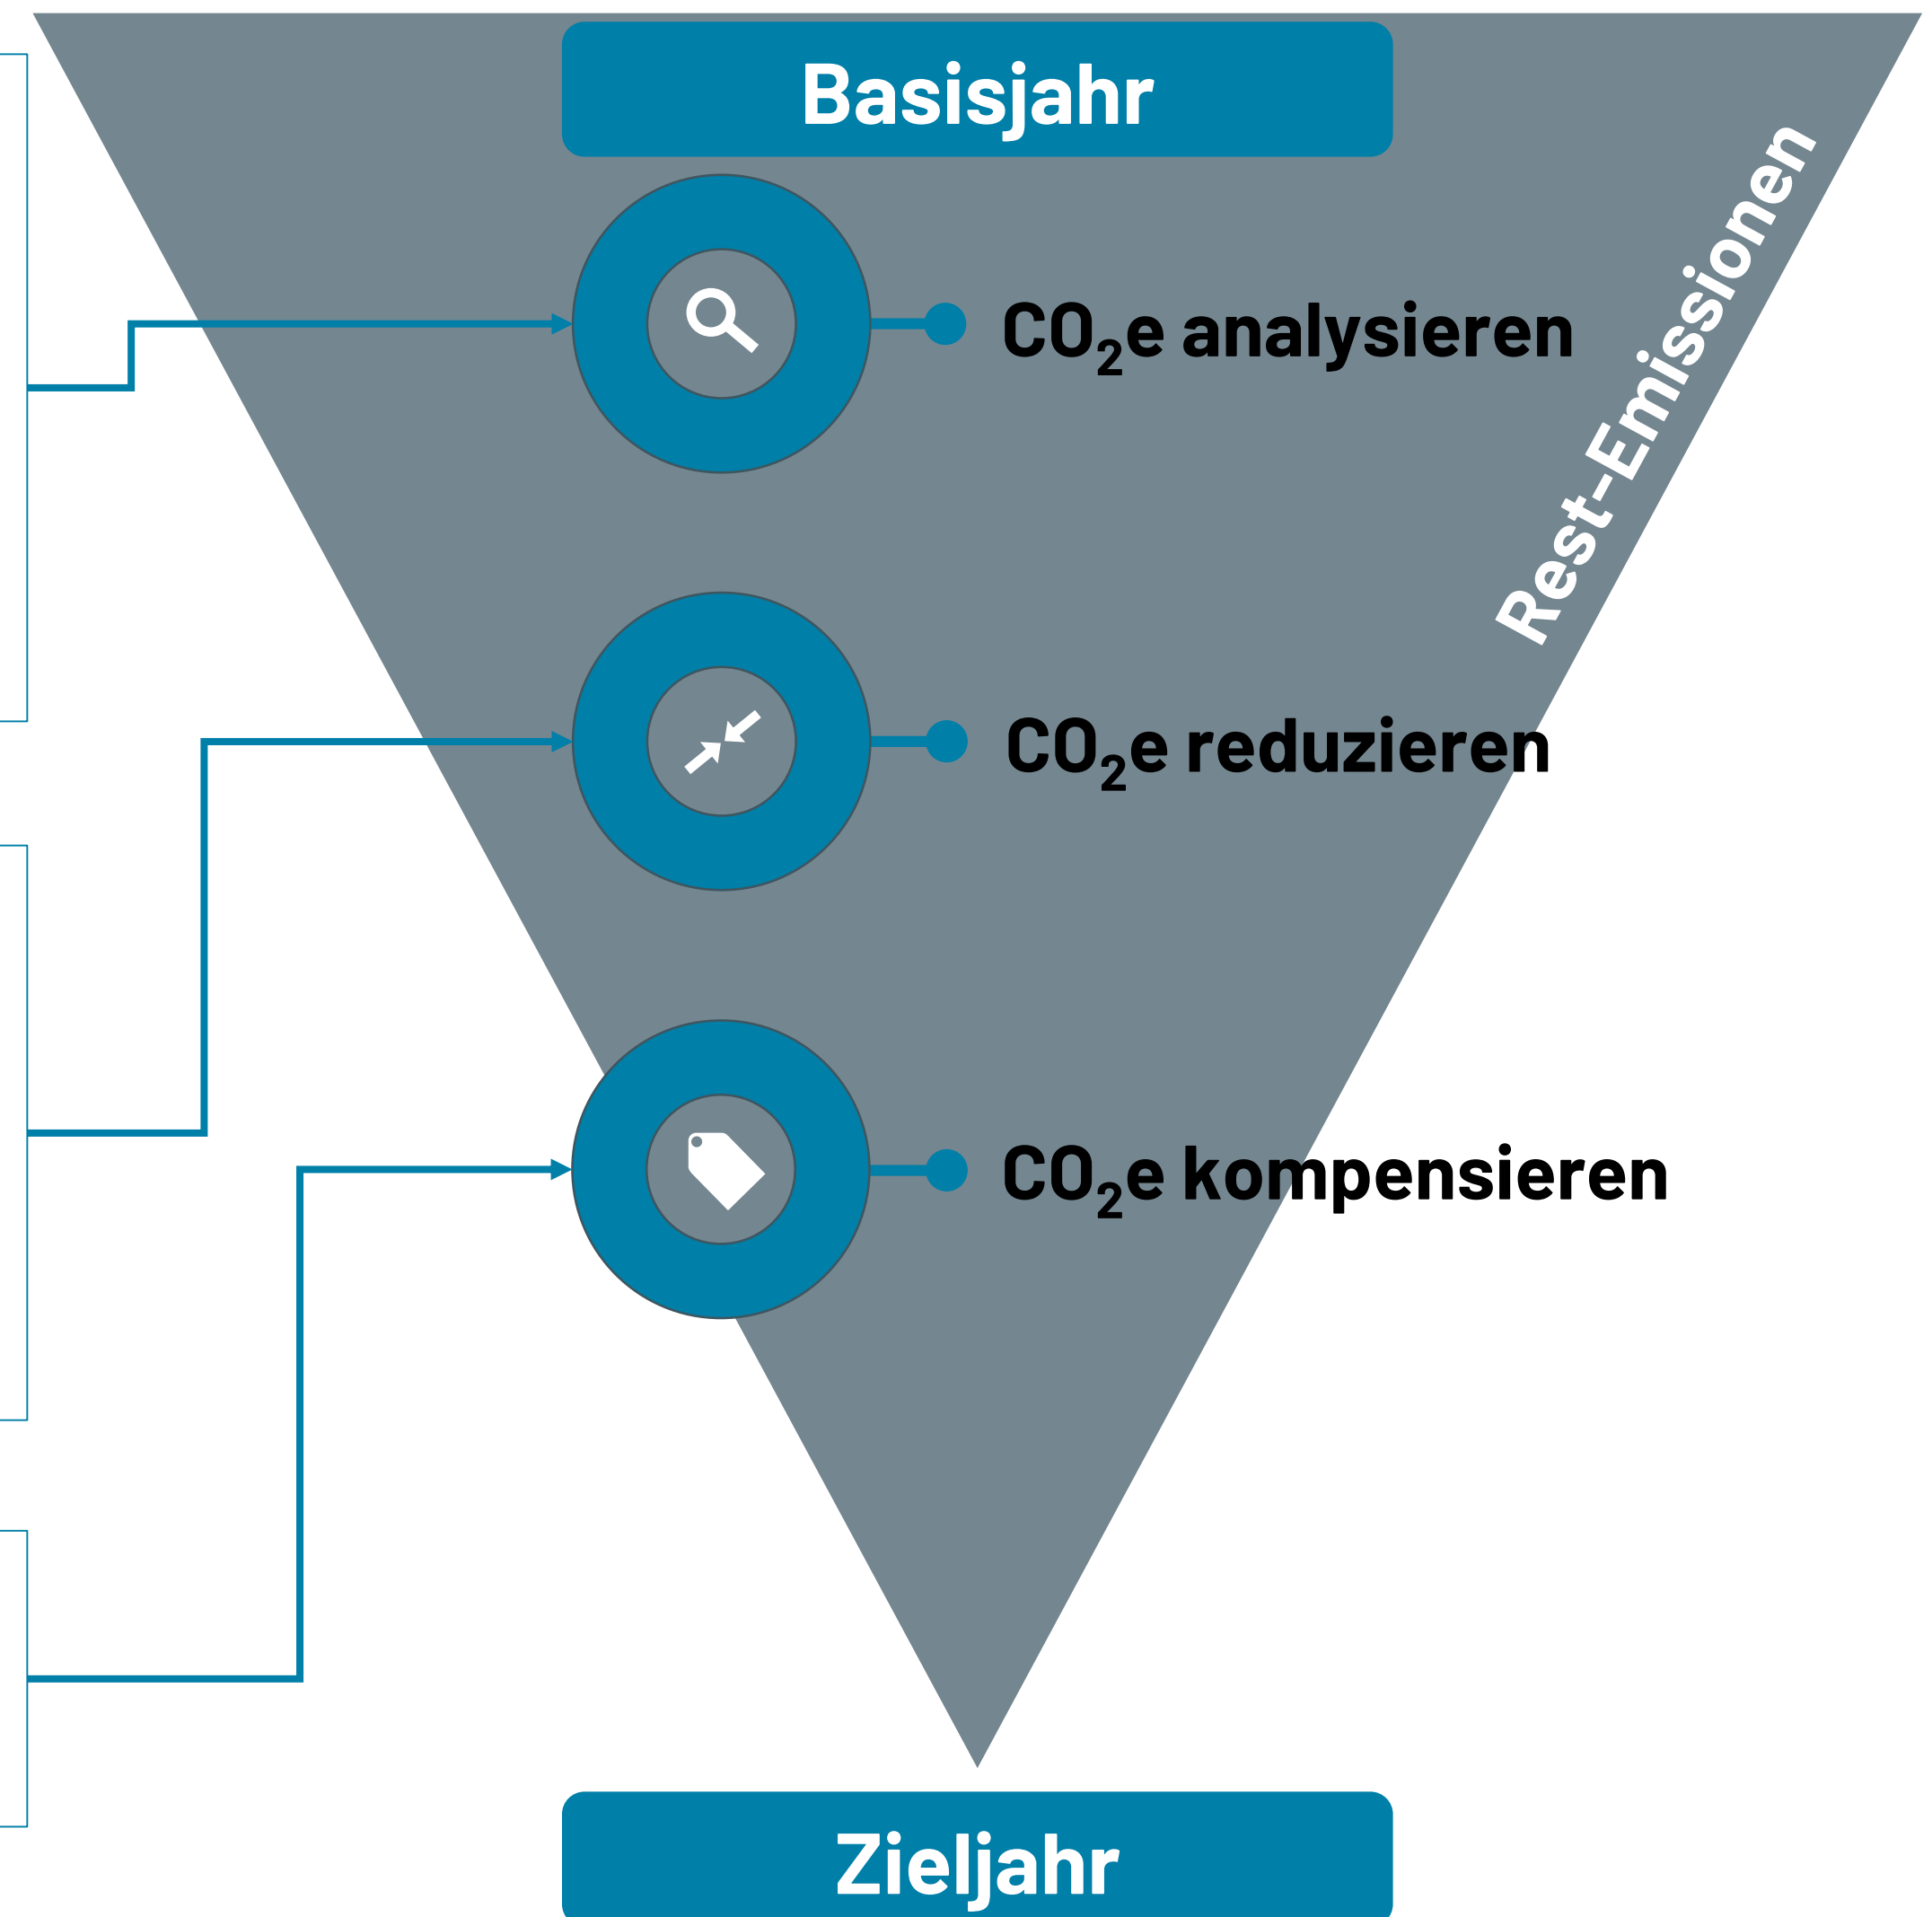 Basisjahr
Rest-Emissionen
CO₂e analysieren
CO₂e reduzieren
CO₂e kompensieren
Zieljahr